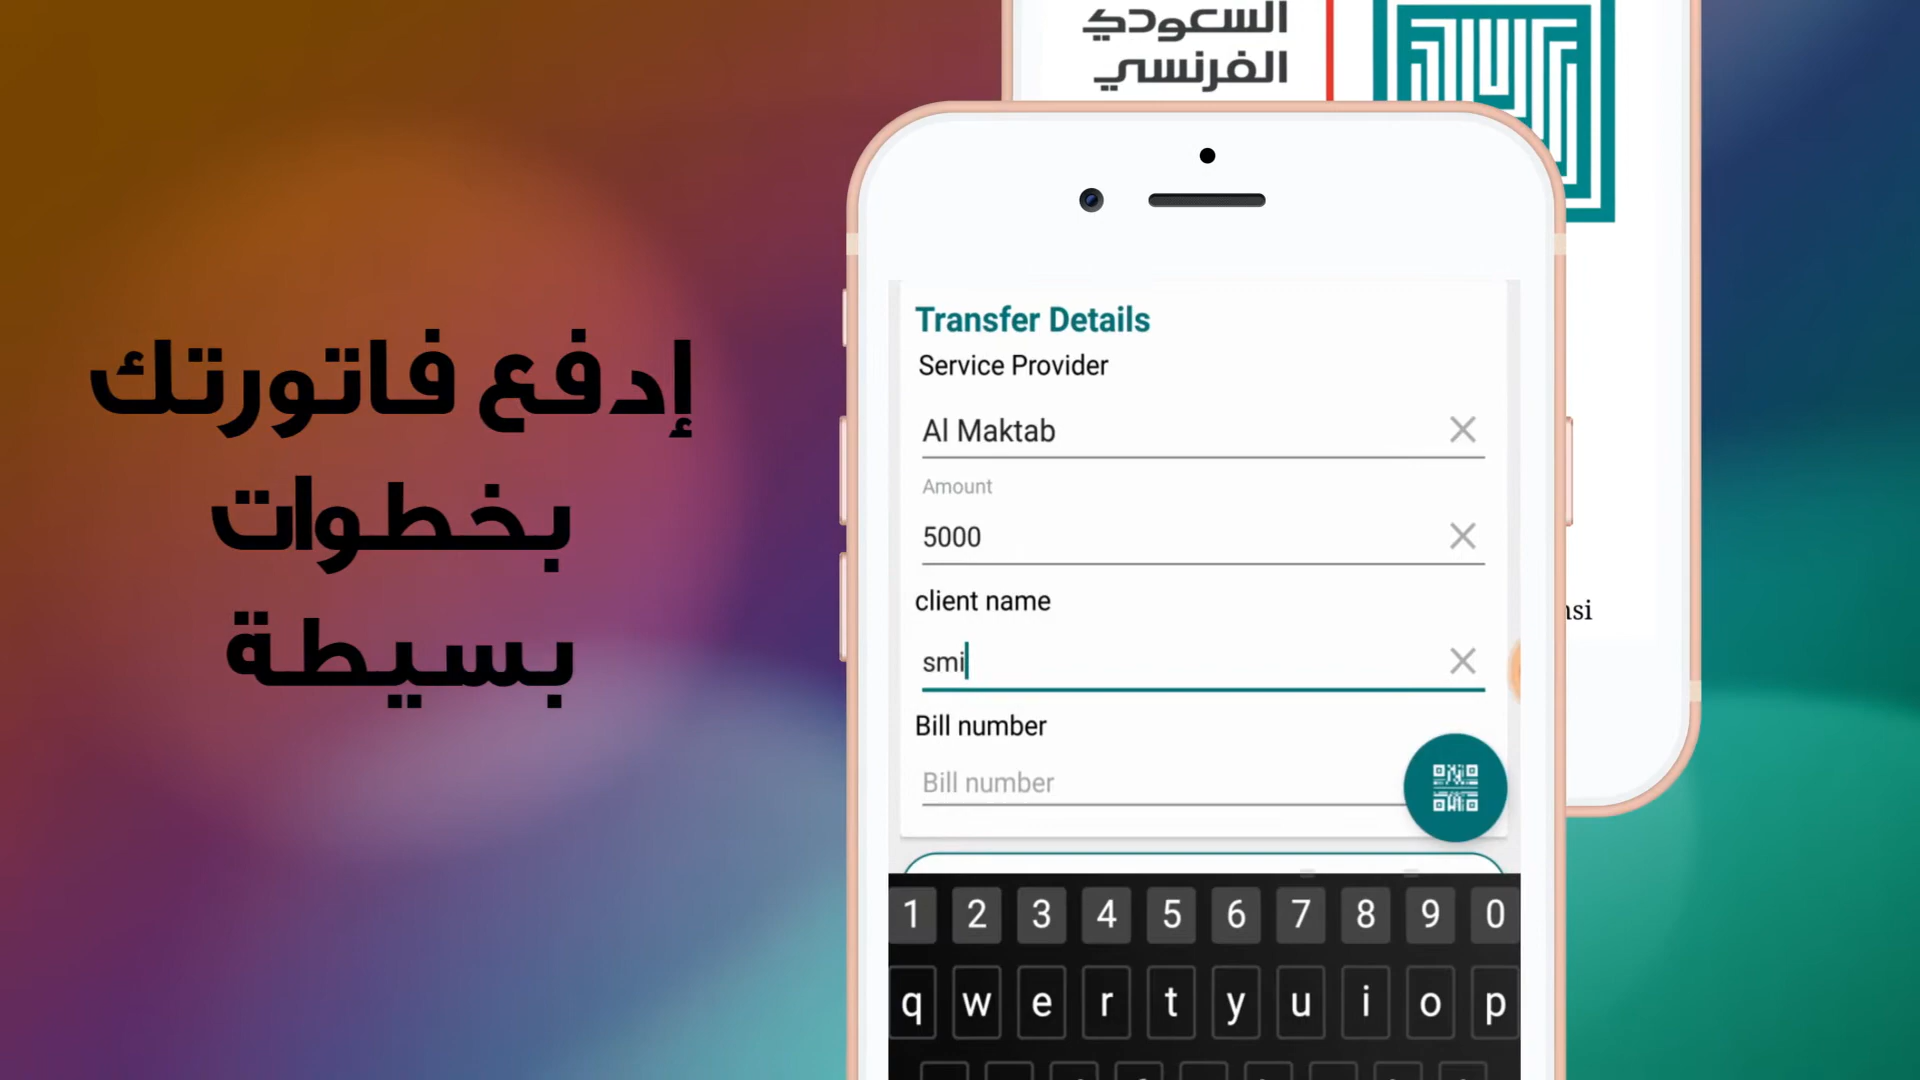 السعودي
الفرنسي
إدفع فاتورتك
بخطوات
بسيطة
Transfer Details
Service Provider
Al Maktab
Amount
5000
client name
smi
Bill number
Bill number
1 2 3 4 5 6 7 8 9 0
q w e r t y u i o p